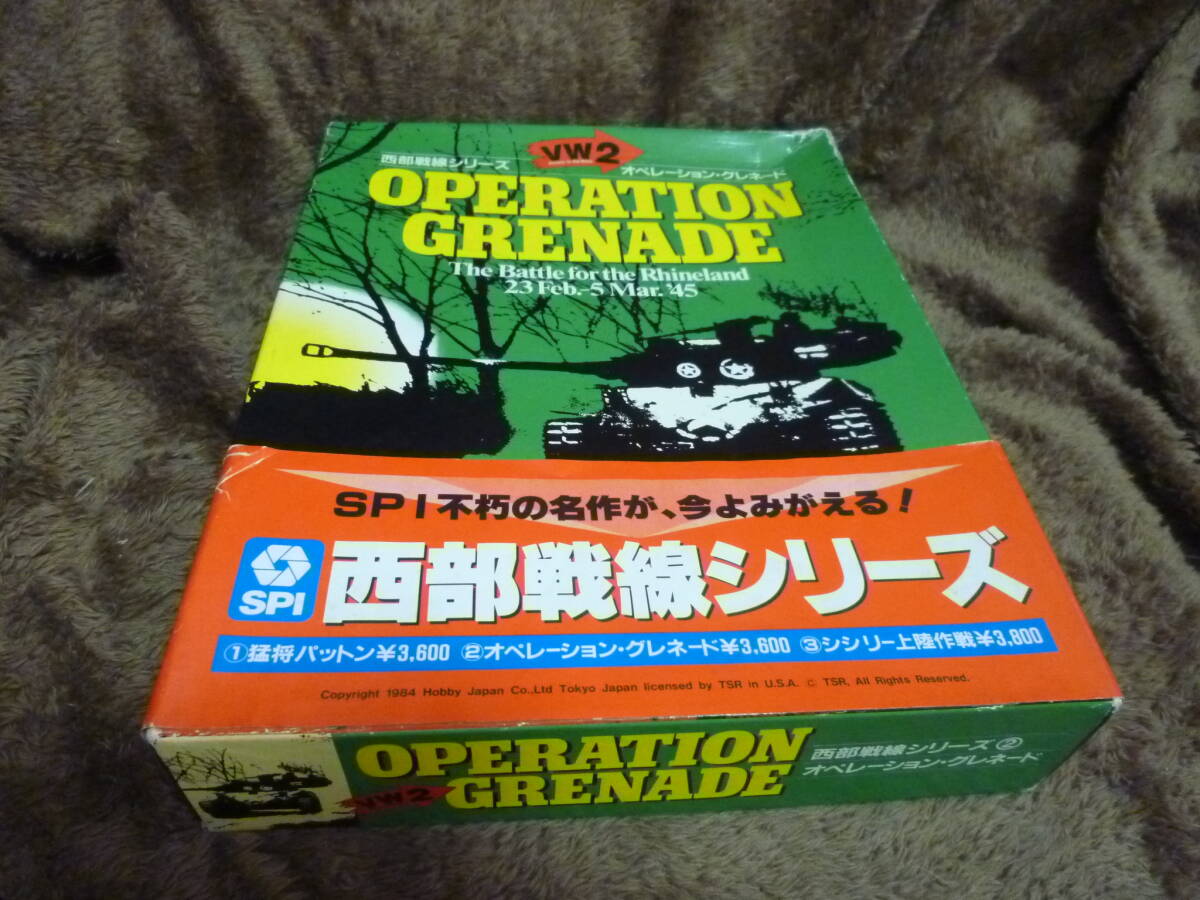 VW2
西部戦線シリーズ
オペレーション・グレネード
OPERATION
GRENADE
The Battle for the Rhineland
23 Feb.-5 Mar. '45
SPI不朽の名作が、今よみがえる!
SPI
西部戦線シリーズ
①猛将パットン¥3,600 ②オペレーション・グレネード¥3,600 ③シシリー上陸作戦¥3,800
Copyright 1984 Hobby Japan Co.,Ltd Tokyo Japan licensed by TSR in U.S.A. © TSR, All Rights Reserved.
OPERATION
VW2 GRENADE
西部戦線シリーズ②
オペレーション・グレネード